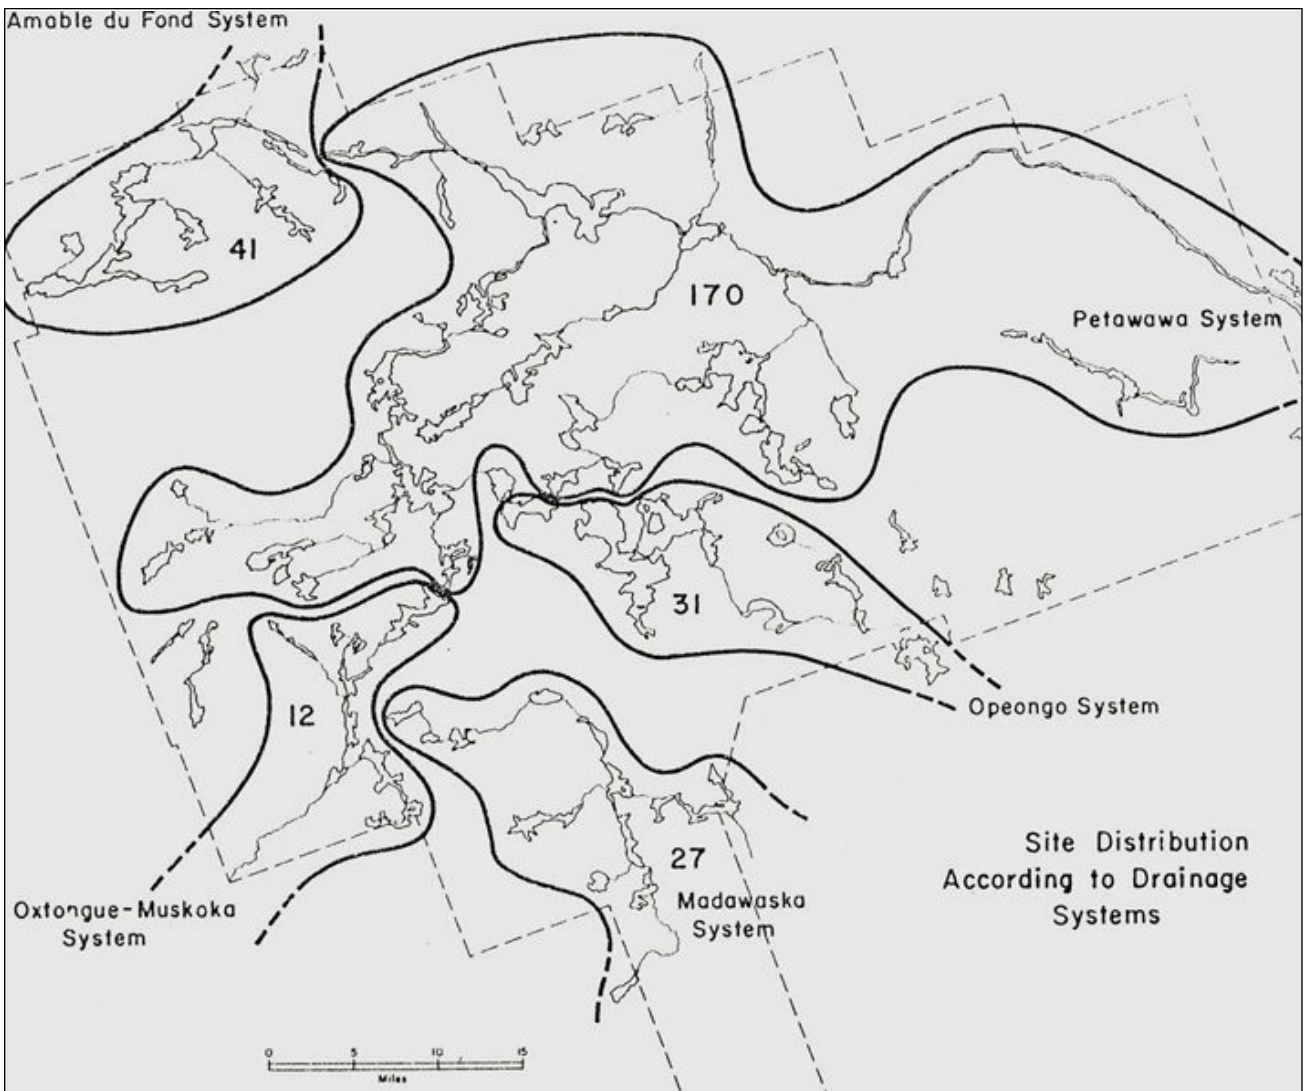 Amable du Fond System
41
170
Petawawa System
31
12
Opeongo System
27
Madawaska
System
Oxtongue-Muskoka
System
Site Distribution
According to Drainage
Systems
0 5 10 15
Miles